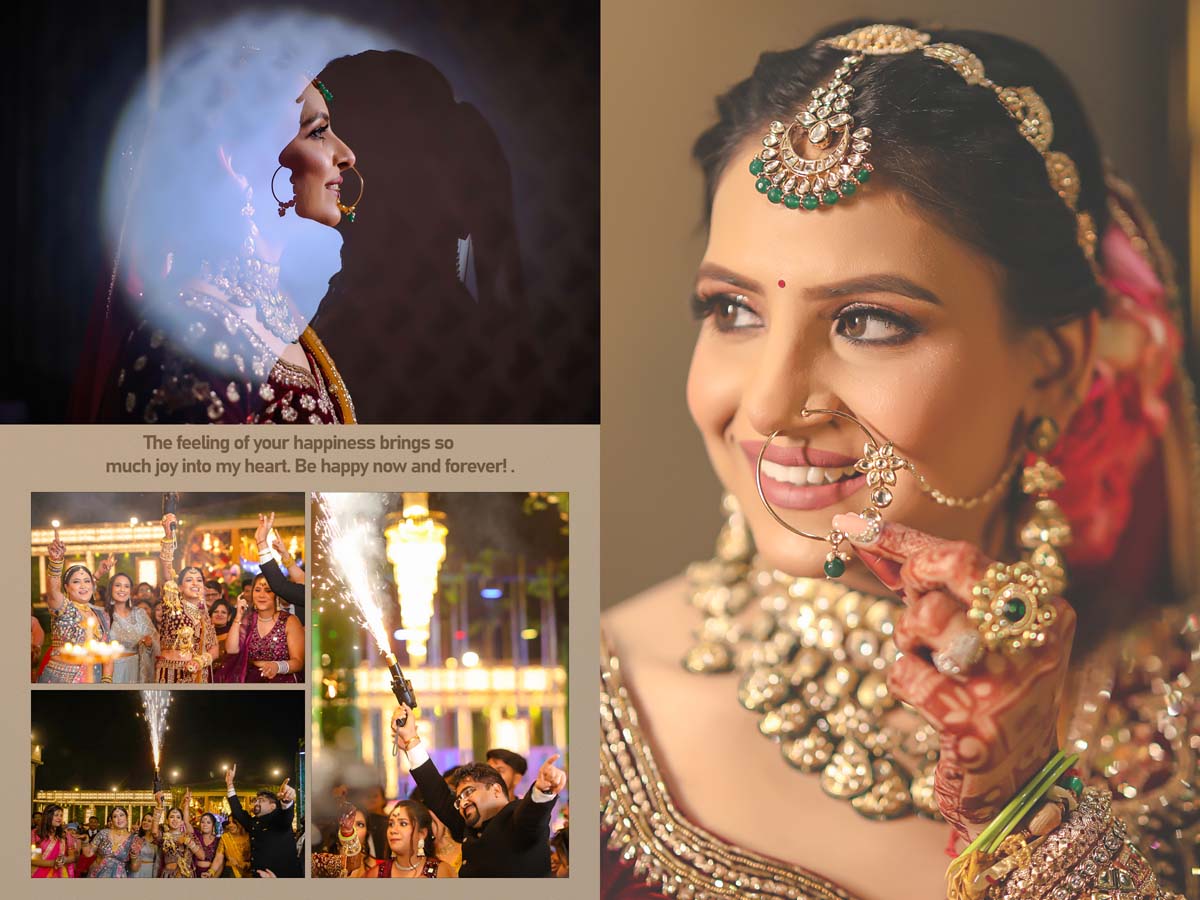 The feeling of your happiness brings so
much joy into my heart. Be happy now and forever! .